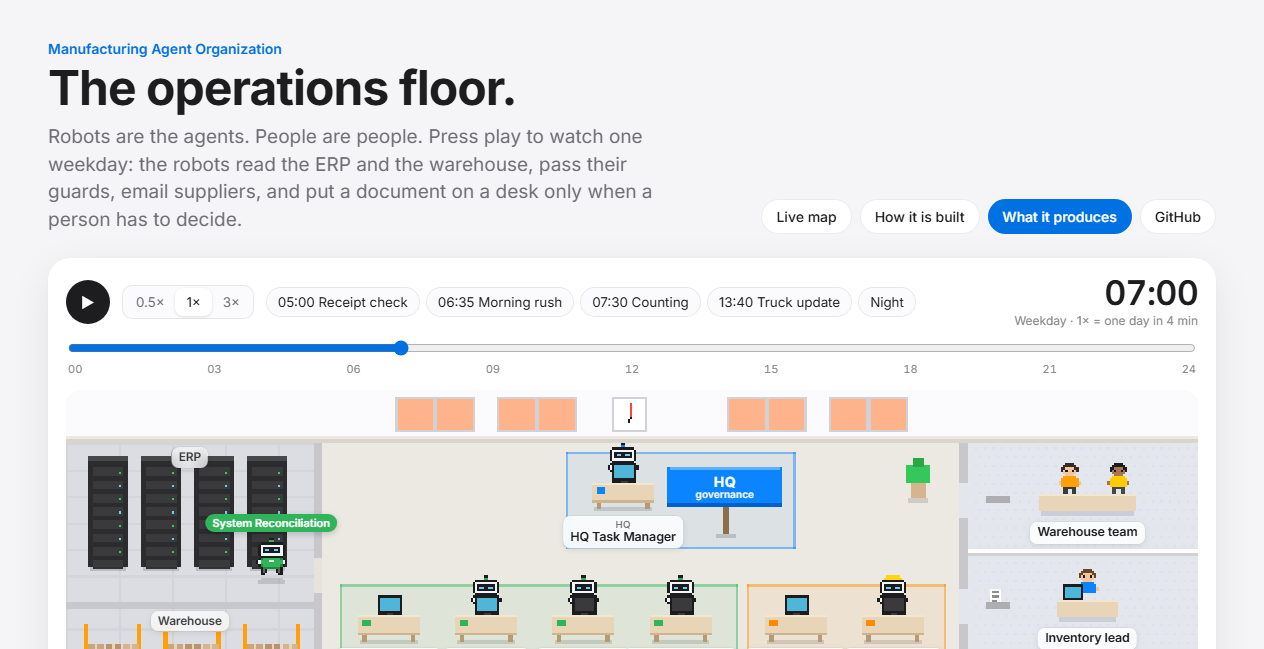 Manufacturing Agent Organization
The operations floor.
Robots are the agents. People are people. Press play to watch one
weekday: the robots read the ERP and the warehouse, pass their
guards, email suppliers, and put a document on a desk only when a
person has to decide.
Live map
How it is built
What it produces
GitHub
0.5×
1×
3×
05:00 Receipt check
06:35 Morning rush
07:30 Counting
13:40 Truck update
Night
07:00
Weekday · 1× = one day in 4 min
00
03
06
09
12
15
18
21
24
ERP
HQ
governance
System Reconciliation
HQ
HQ Task Manager
Warehouse team
Warehouse
Inventory lead